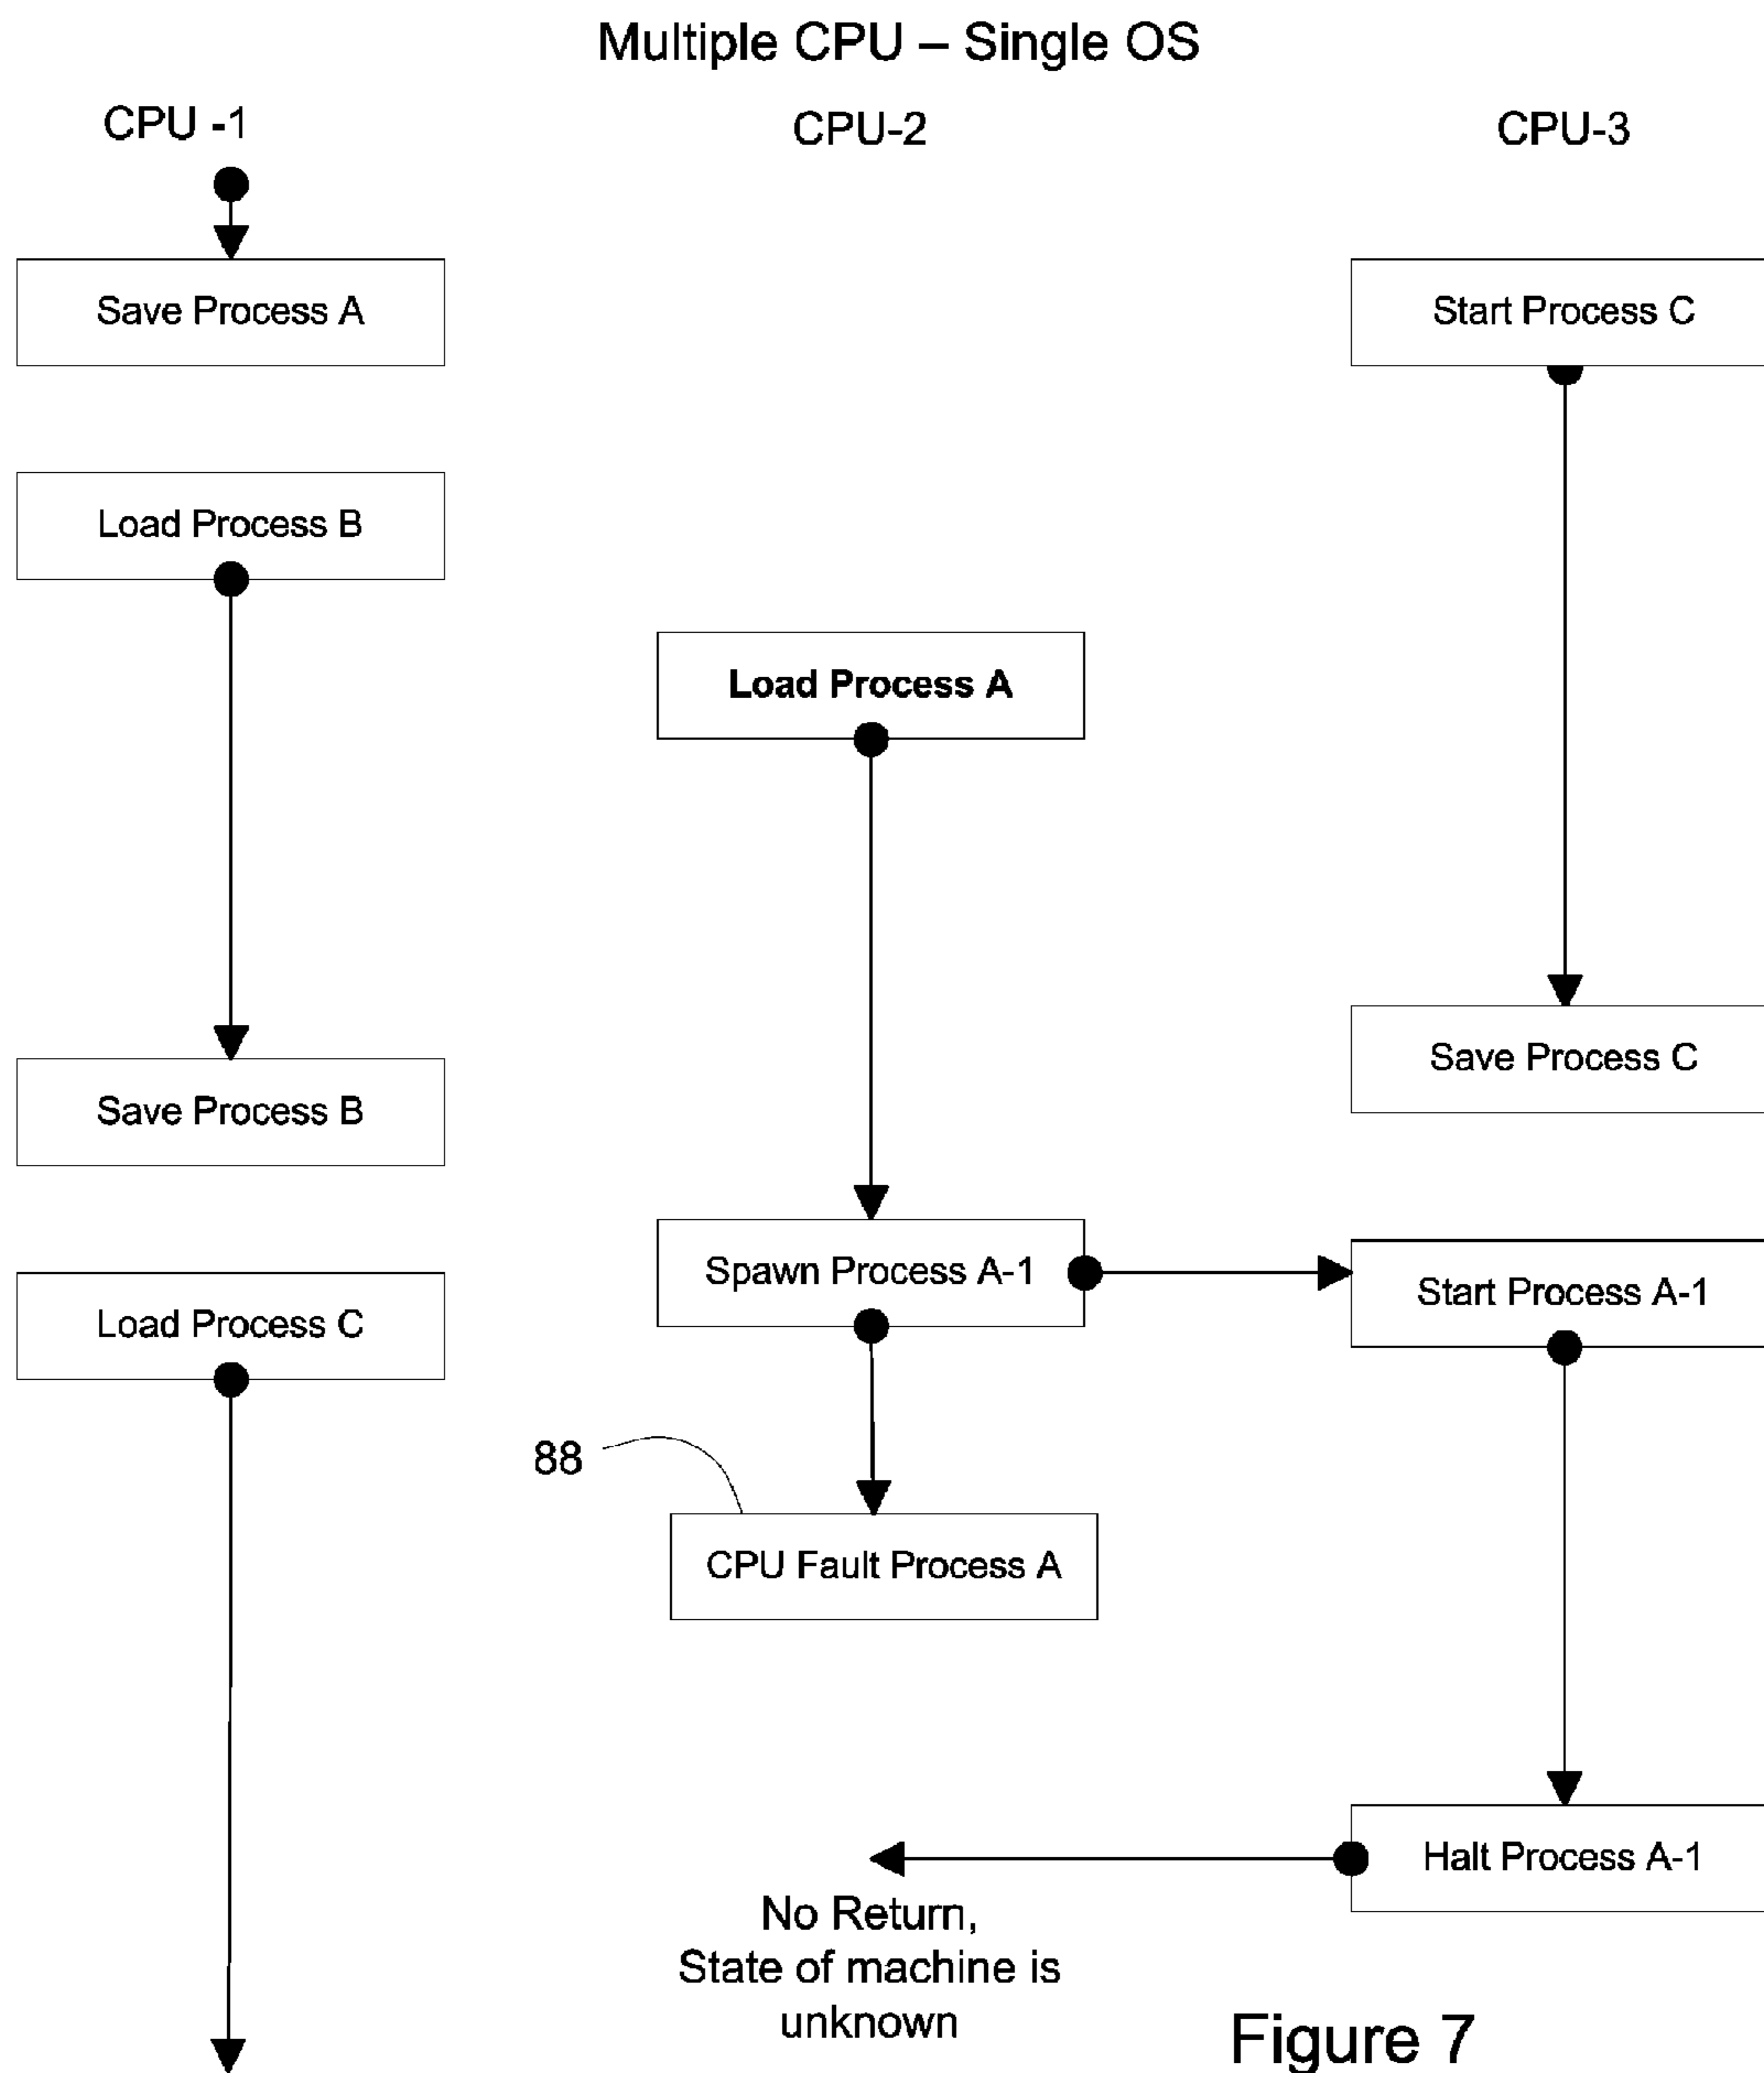 Multiple CPU – Single OS
CPU -1
CPU-2
CPU-3
Save Process A
Start Process C
Load Process B
Load Process A
Save Process C
Save Process B
Spawn Process A-1
Start Process A-1
Load Process C
88
CPU Fault Process A
Halt Process A-1
No Return,
State of machine is
unknown
Figure 7